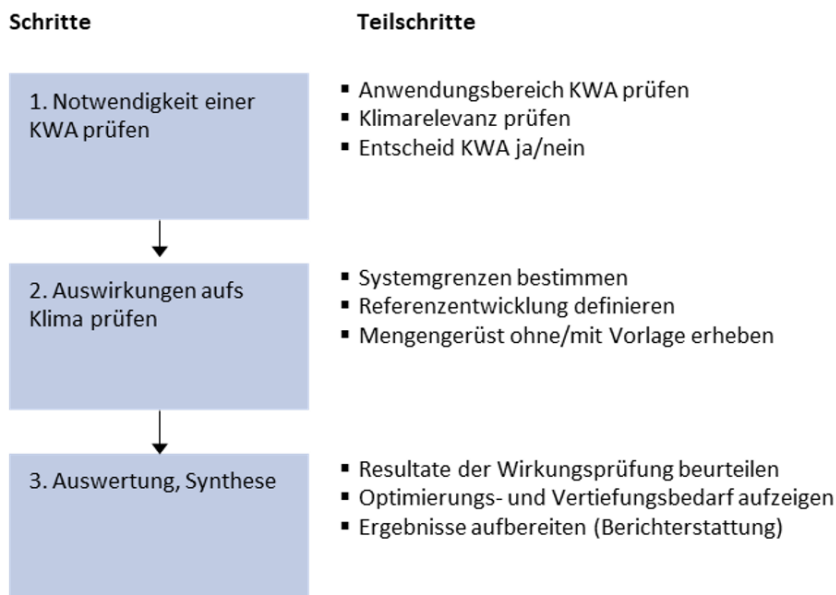 Schritte
Teilschritte
1. Notwendigkeit einer
KWA prüfen
▪ Anwendungsbereich KWA prüfen
▪ Klimarelevanz prüfen
▪ Entscheid KWA ja/nein
2. Auswirkungen aufs
Klima prüfen
▪ Systemgrenzen bestimmen
▪ Referenzentwicklung definieren
▪ Mengengerüst ohne/mit Vorlage erheben
3. Auswertung, Synthese
▪ Resultate der Wirkungsprüfung beurteilen
▪ Optimierungs- und Vertiefungsbedarf aufzeigen
▪ Ergebnisse aufbereiten (Berichterstattung)